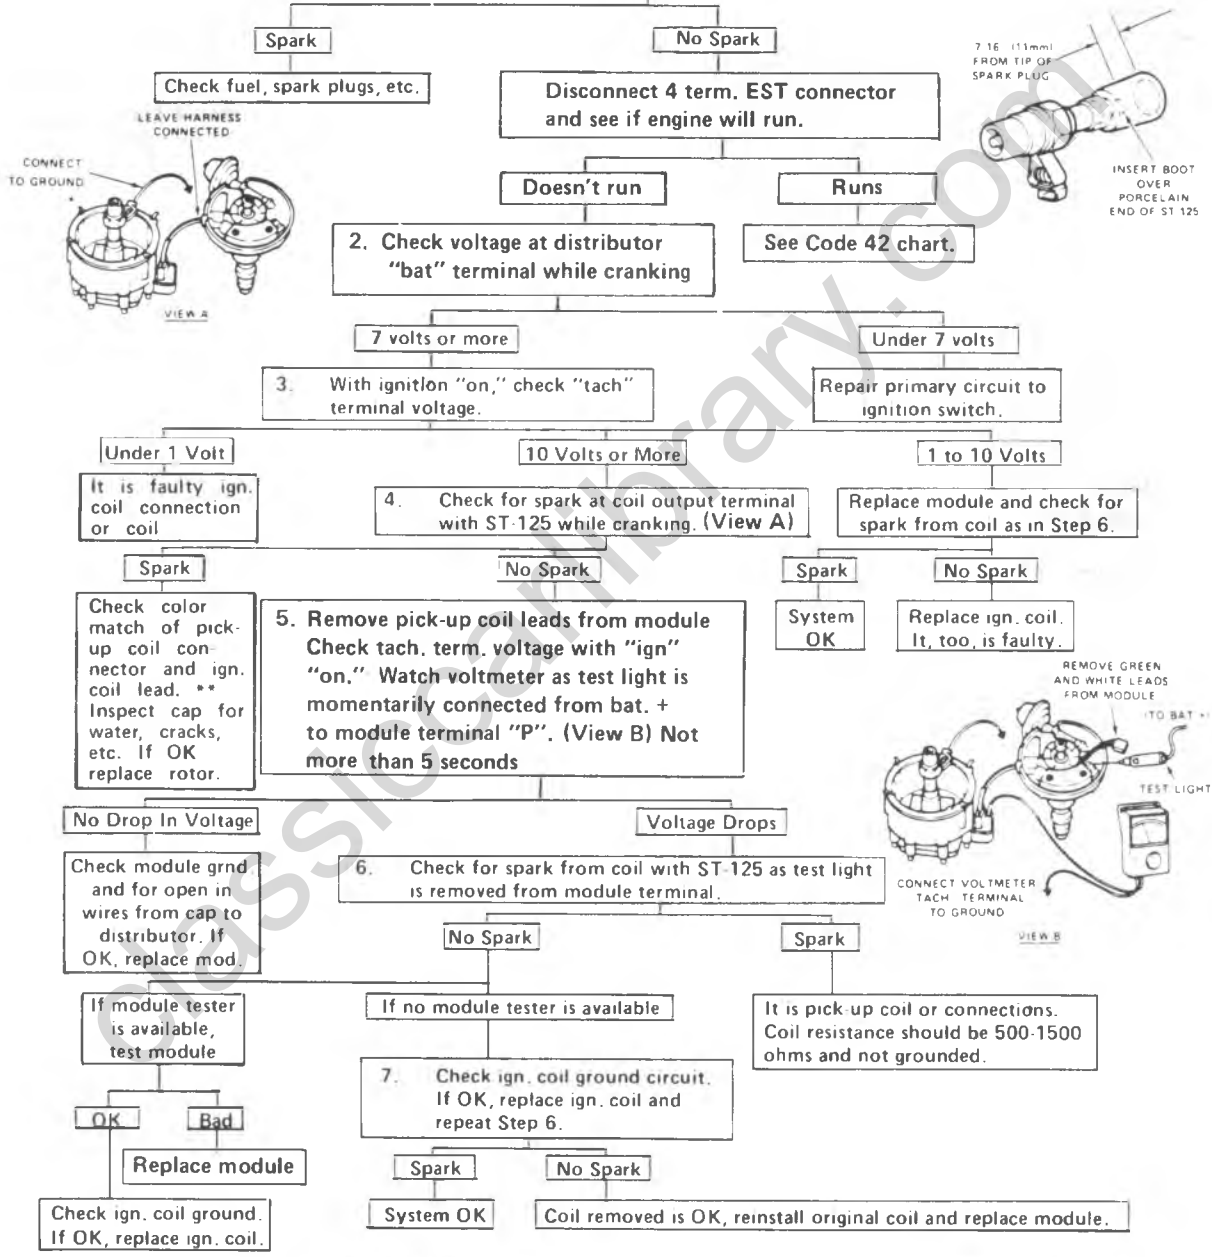 Spark
No Spark
7 16 (11mm)
FROM TIP OF
SPARK PLUG
Check fuel, spark plugs, etc.
Disconnect 4 term. EST connector
and see if engine will run.
LEAVE HARNESS
CONNECTED
CONNECT
TO GROUND
INSERT BOOT
OVER
PORCELAIN
END OF ST 125
Doesn't run
Runs
2. Check voltage at distributor
"bat" terminal while cranking
See Code 42 chart.
VIEW A
7 volts or more
Under 7 volts
3. With ignition "on," check "tach"
terminal voltage.
Repair primary circuit to
ignition switch.
Under 1 Volt
10 Volts or More
1 to 10 Volts
It is faulty ign.
coil connection
or coil
4. Check for spark at coil output terminal
with ST-125 while cranking. (View A)
Replace module and check for
spark from coil as in Step 6.
Spark
No Spark
Spark
No Spark
Check color
match of pick-
up coil con-
nector and ign.
coil lead. **
Inspect cap for
water, cracks,
etc. If OK
replace rotor.
5. Remove pick-up coil leads from module
Check tach. term. voltage with "ign"
"on." Watch voltmeter as test light is
momentarily connected from bat. +
to module terminal "P". (View B) Not
more than 5 seconds
System
OK
Replace ign. coil.
It, too, is faulty.
REMOVE GREEN
AND WHITE LEADS
FROM MODULE
(TO BAT +)
TEST LIGHT
No Drop In Voltage
Voltage Drops
Check module grnd
and for open in
wires from cap to
distributor. If
OK, replace mod.
6. Check for spark from coil with ST-125 as test light
is removed from module terminal.
CONNECT VOLTMETER
TACH TERMINAL
TO GROUND
VIEW B
No Spark
Spark
If module tester
is available,
test module
If no module tester is available
It is pick-up coil or connections.
Coil resistance should be 500-1500
ohms and not grounded.
7. Check ign. coil ground circuit.
If OK, replace ign. coil and
repeat Step 6.
OK
Bad
Replace module
Spark
No Spark
Check ign. coil ground.
If OK, replace ign. coil.
System OK
Coil removed is OK, reinstall original coil and replace module.
classiccarlibrary.com